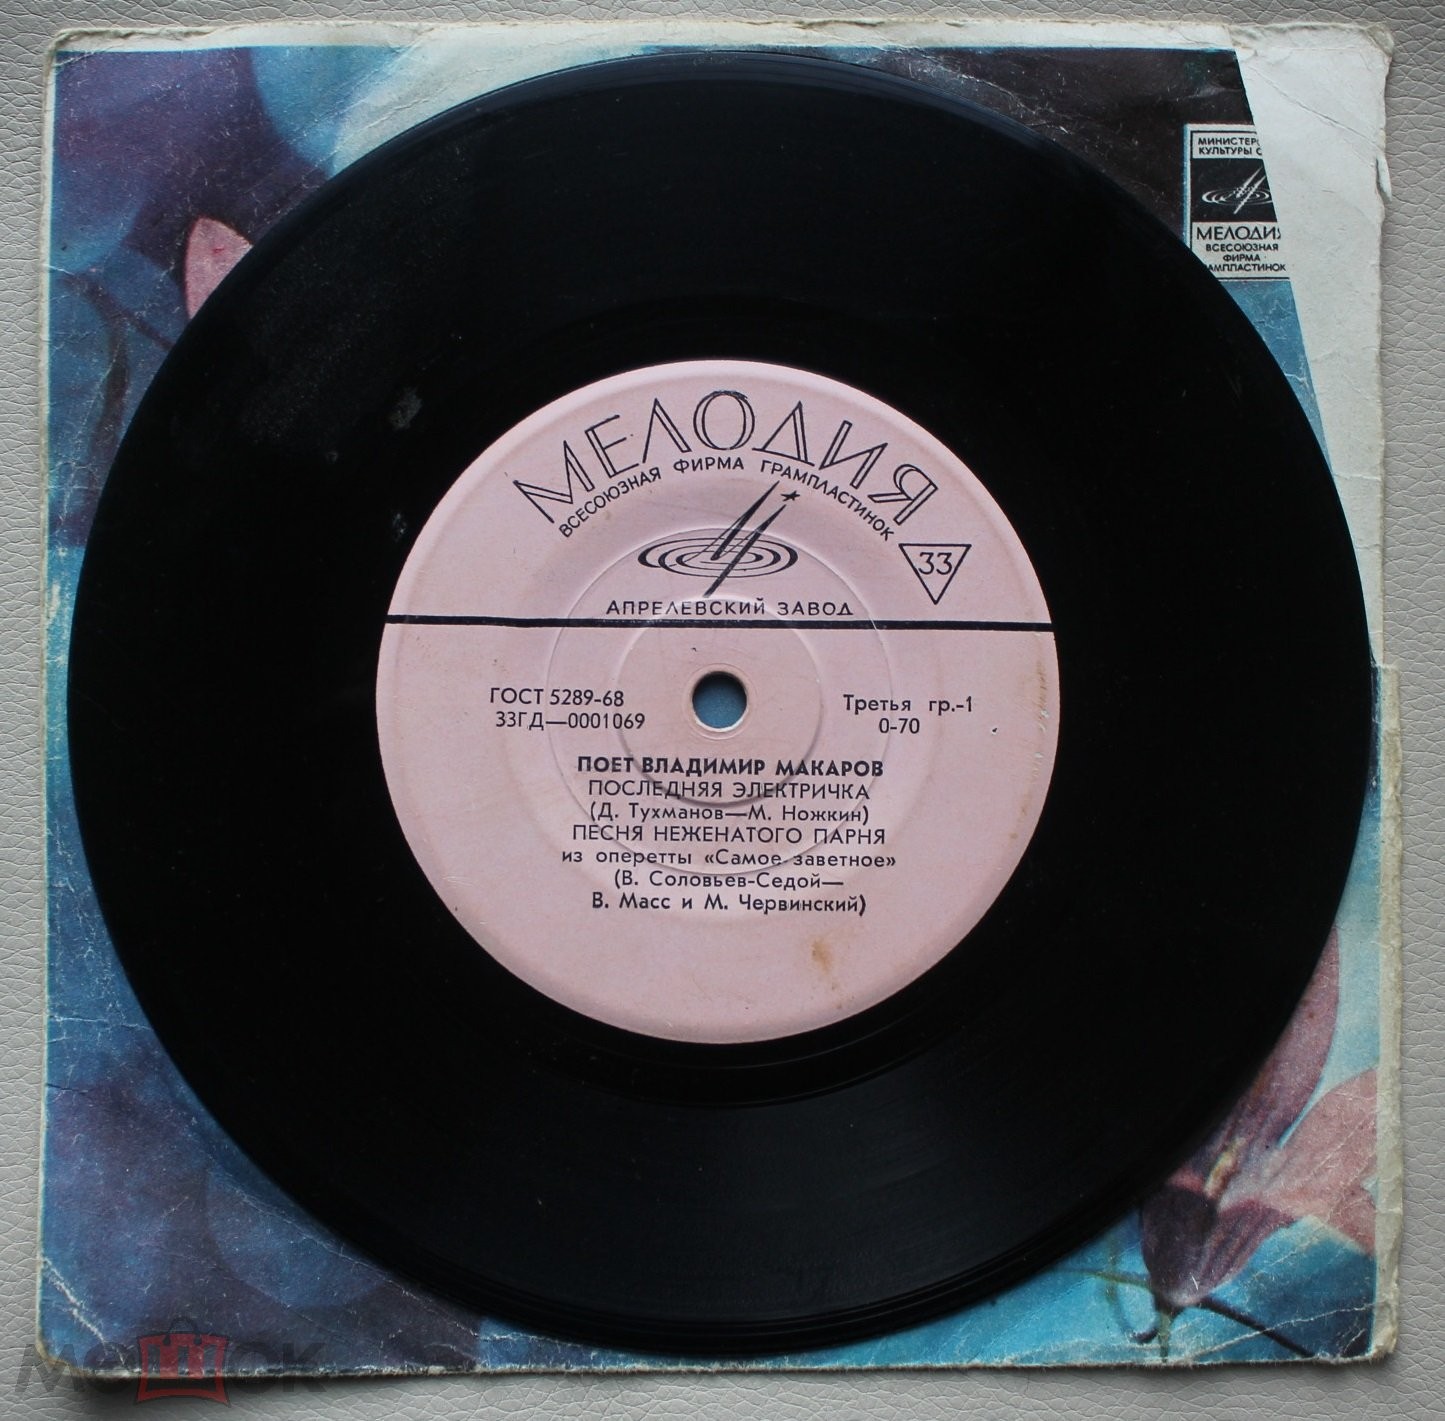 МИНИСТЕР
КУЛЬТУРЫ С
МЕЛОДИЯ
ВСЕСОЮЗНАЯ
ФИРМА
АМПЛАСТИНОК
МЕЛОДИЯ
ВСЕСОЮЗНАЯ ФИРМА ГРАМПЛАСТИНОК
33
АПРЕЛЕВСКИЙ ЗАВОД
ГОСТ 5289-68
33ГД—0001069
Третья гр.-1
0-70
ПОЕТ ВЛАДИМИР МАКАРОВ
ПОСЛЕДНЯЯ ЭЛЕКТРИЧКА
(Д. Тухманов—М. Ножкин)
ПЕСНЯ НЕЖЕНАТОГО ПАРНЯ
из оперетты «Самое заветное»
(В. Соловьев-Седой—
В. Масс и М. Червинский)
МЕШОК